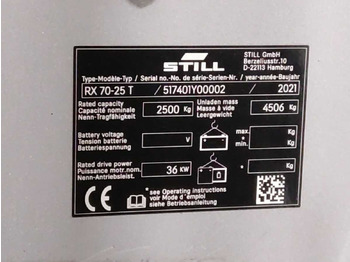 STILL
STILL GmbH
Berzeliusstr.10
D-22113 Hamburg
Type-Modèle-Typ / Serial no.-No. de série-Serien-Nr. / year-année-Baujahr
RX 70-25 T / 517401Y00002 / 2021
Rated capacity
Capacité nominale
Nenn-Tragfähigkeit
2500 Kg
Unladen mass
Masse à vide
Leergewicht
4506 Kg
Battery voltage
Tension batterie
Batteriespannung
V
max *
Kg
min *
Kg
Rated drive power
Puissance motr.nom.
Nenn-Antriebsleist.
36 KW
CE
* see Operating instructions
voir Mode d'emploi
siehe Betriebsanleitung